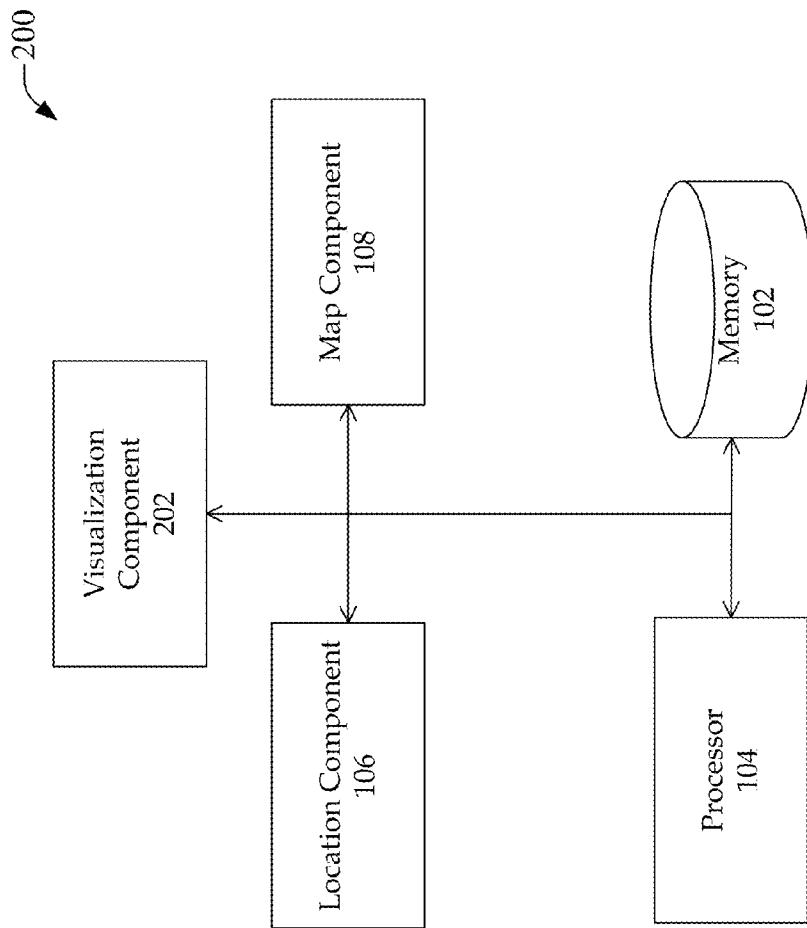 200
Visualization
Component
202
Location Component
106
Map Component
108
Processor
104
Memory
102